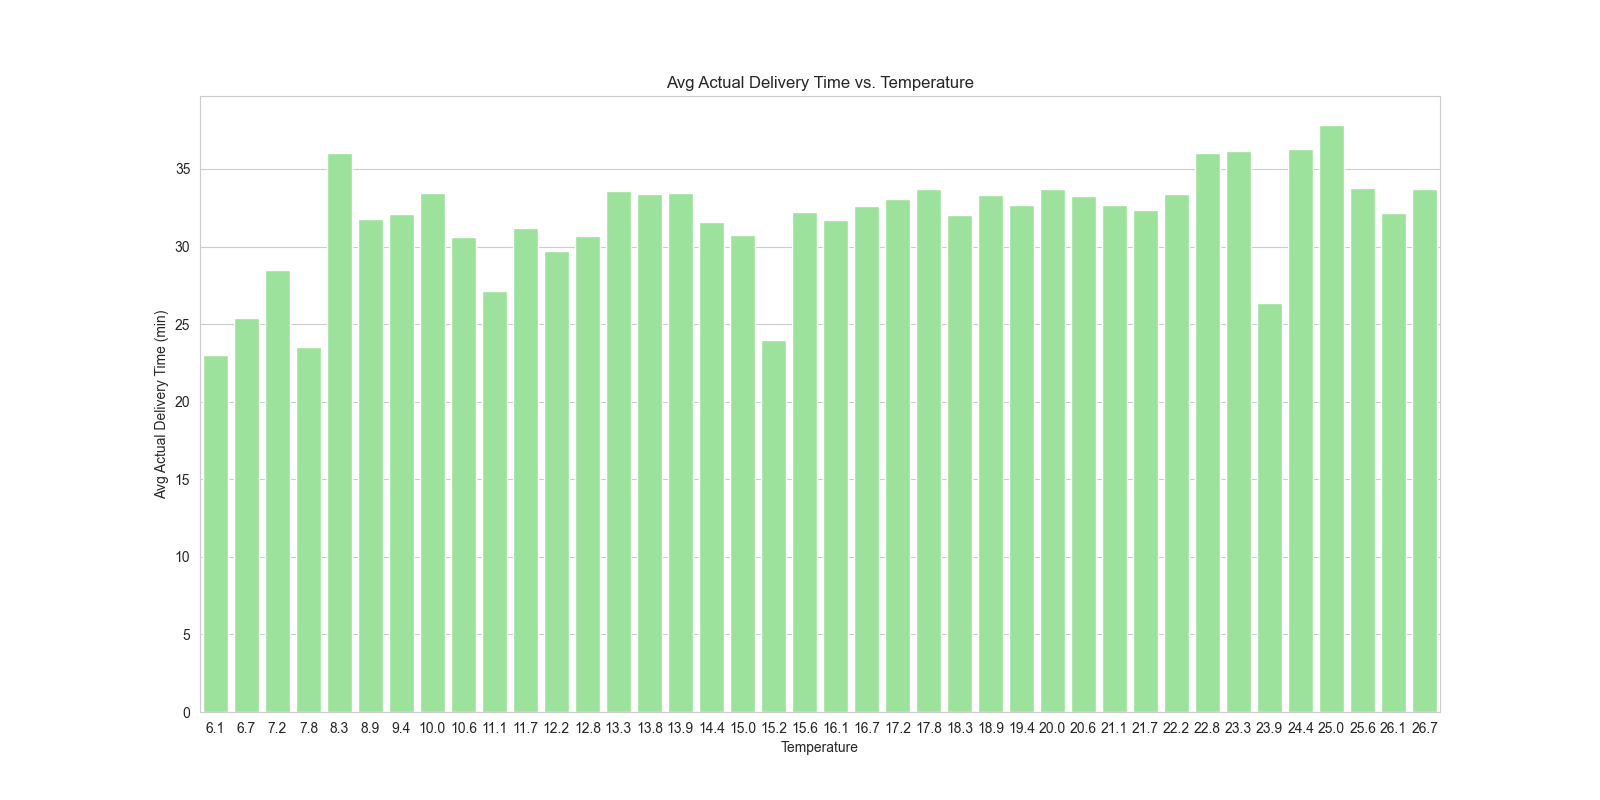 Avg Actual Delivery Time vs. Temperature
Avg Actual Delivery Time (min)
35
30
25
20
15
10
5
0
6.1 6.7 7.2 7.8 8.3 8.9 9.4 10.0 10.6 11.1 11.7 12.2 12.8 13.3 13.8 13.9 14.4 15.0 15.2 15.6 16.1 16.7 17.2 17.8 18.3 18.9 19.4 20.0 20.6 21.1 21.7 22.2 22.8 23.3 23.9 24.4 25.0 25.6 26.1 26.7
Temperature